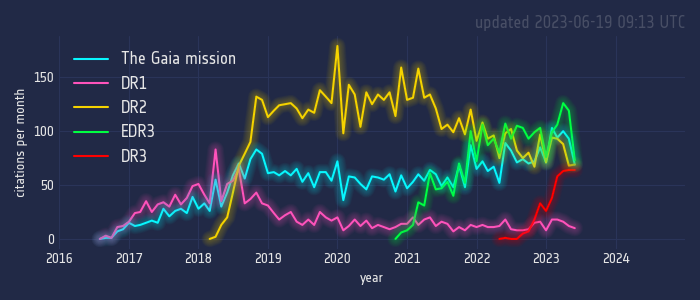 updated 2023-06-19 09:13 UTC
The Gaia mission
DR1
DR2
EDR3
DR3
citations per month
150
100
50
0
2016 2017 2018 2019 2020 2021 2022 2023 2024
year